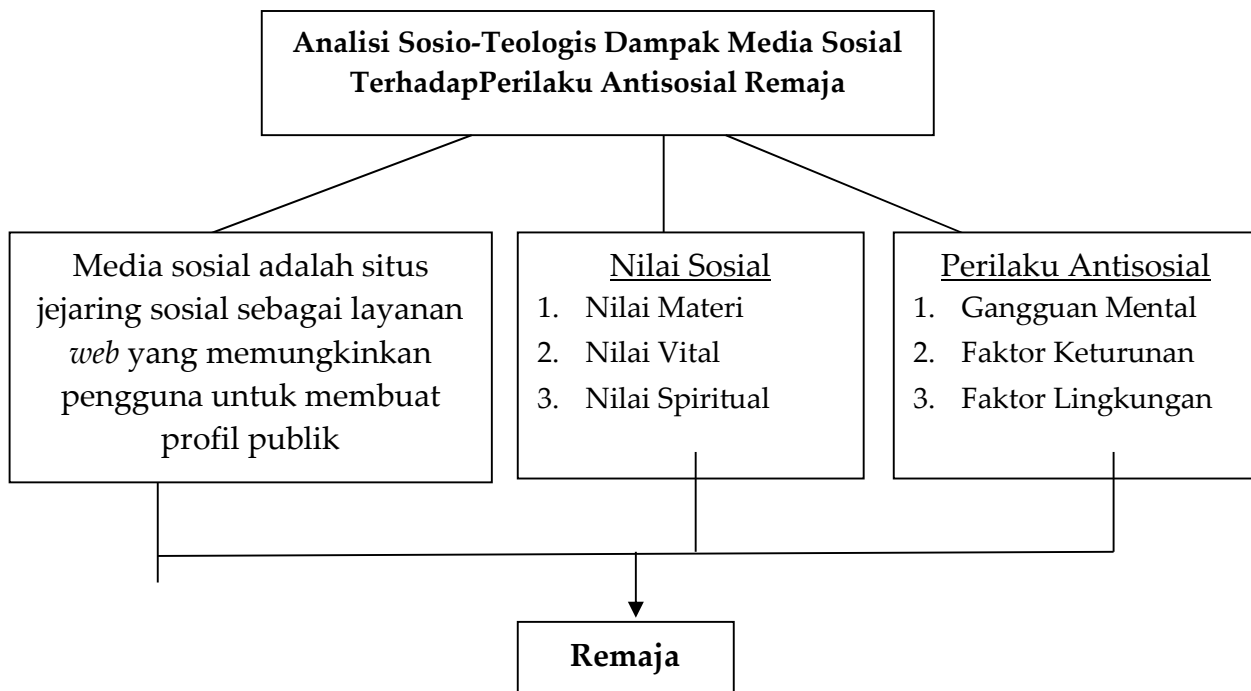 Analisi Sosio-Teologis Dampak Media Sosial
TerhadapPerilaku Antisosial Remaja
Media sosial adalah situs
jejaring sosial sebagai layanan
web yang memungkinkan
pengguna untuk membuat
profil publik
Nilai Sosial
1. Nilai Materi
2. Nilai Vital
3. Nilai Spiritual
Perilaku Antisosial
1. Gangguan Mental
2. Faktor Keturunan
3. Faktor Lingkungan
Remaja